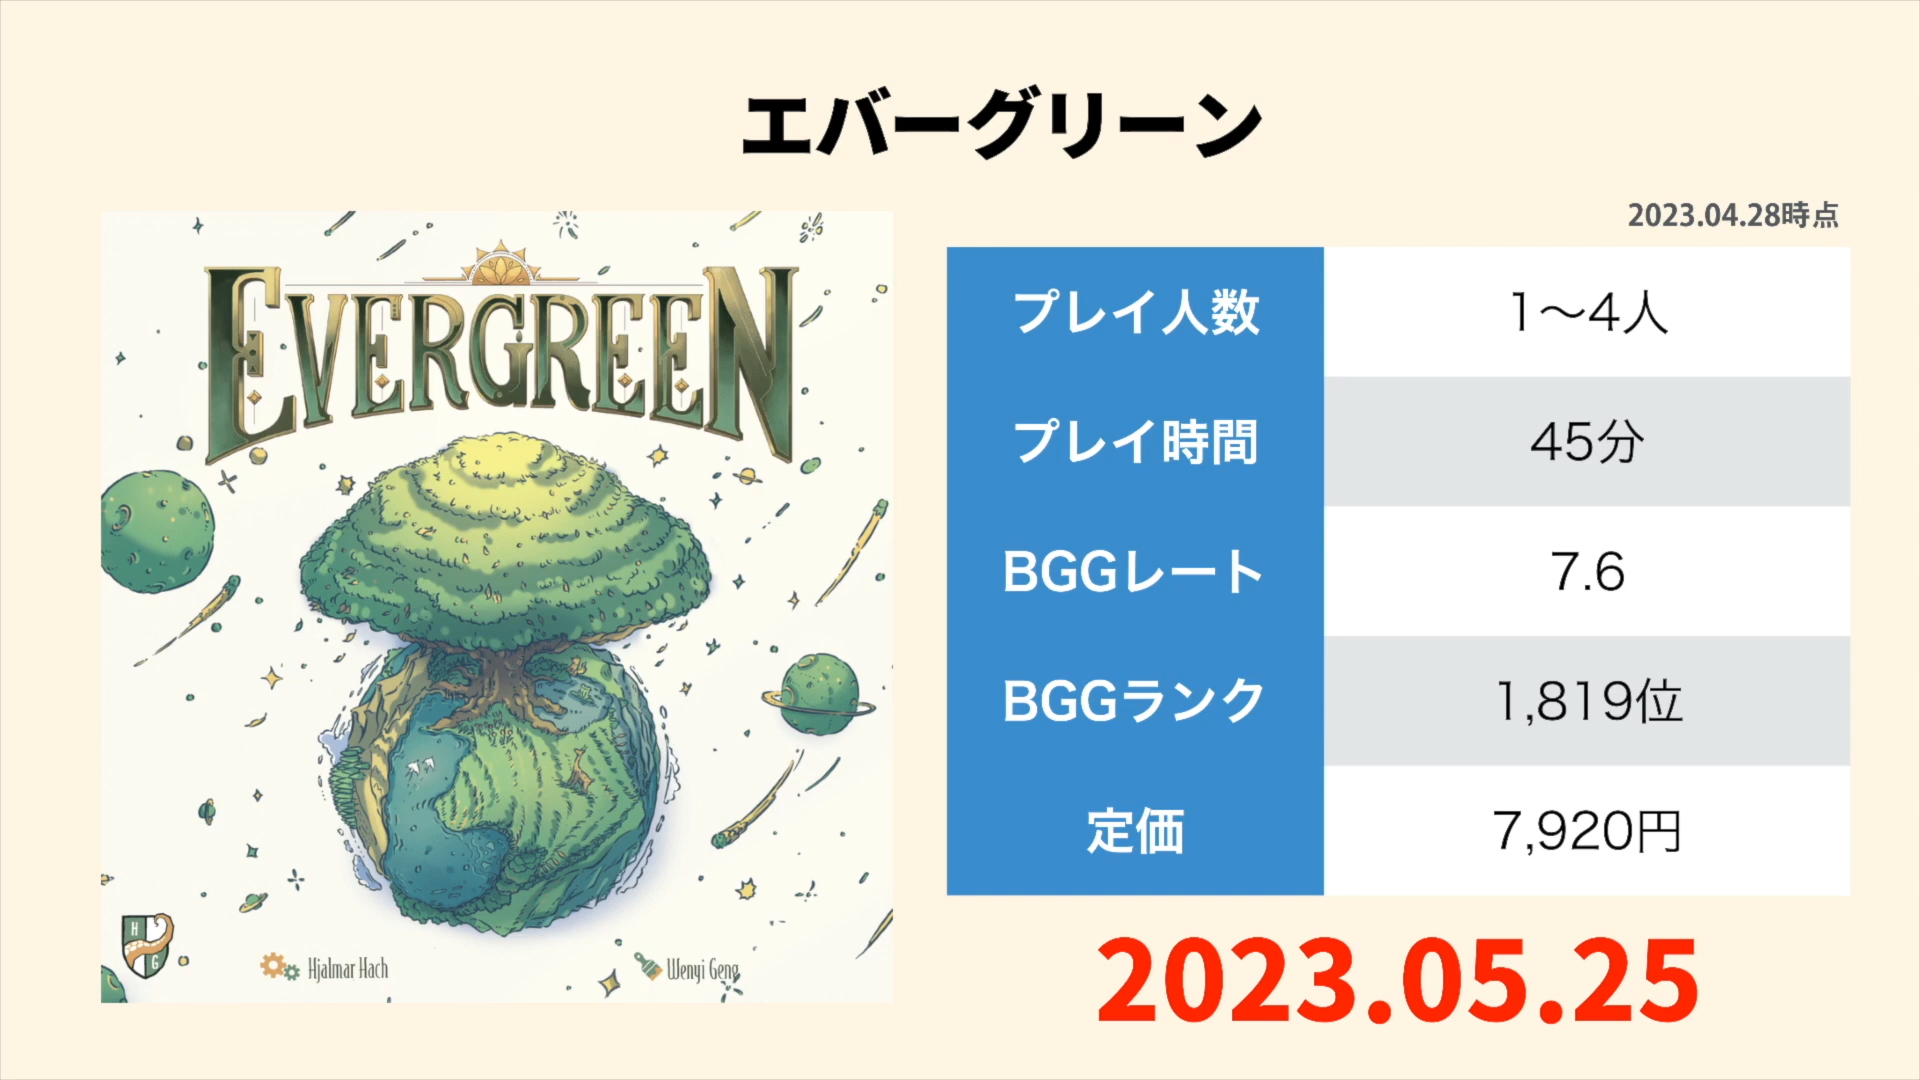 エバーグリーン
2023.04.28時点
EVERGREEN
H
G
Hjalmar Hach
Wenyi Geng
プレイ人数 1〜4人
プレイ時間 45分
BGGレート 7.6
BGGランク 1,819位
定価 7,920円
2023.05.25